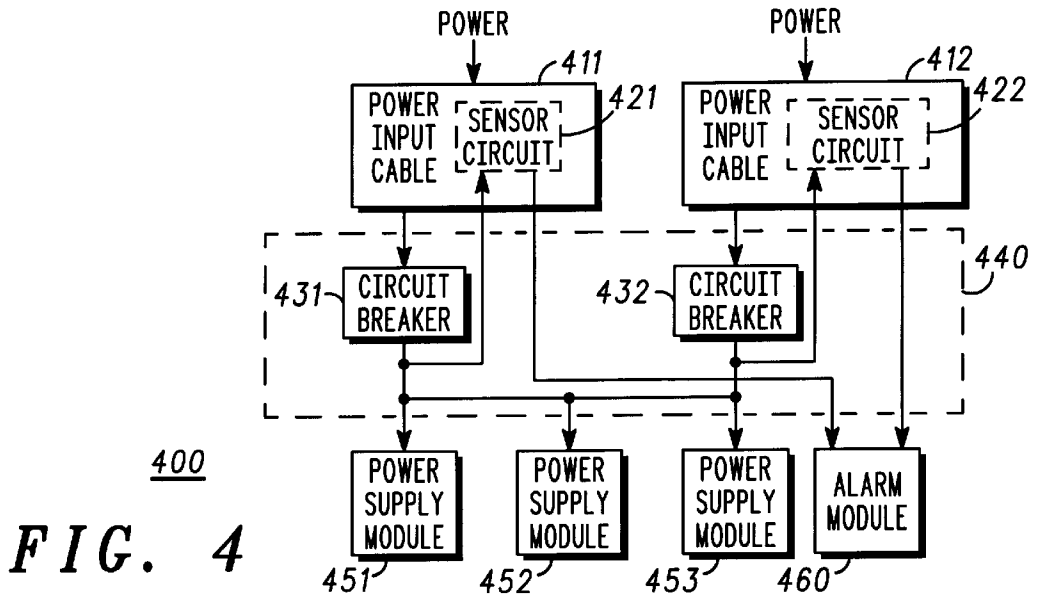 POWER
POWER
411
412
POWER
INPUT
CABLE
SENSOR
CIRCUIT
421
POWER
INPUT
CABLE
SENSOR
CIRCUIT
422
440
431
CIRCUIT
BREAKER
432
CIRCUIT
BREAKER
400
POWER
SUPPLY
MODULE
POWER
SUPPLY
MODULE
POWER
SUPPLY
MODULE
ALARM
MODULE
FIG. 4
451
452
453
460